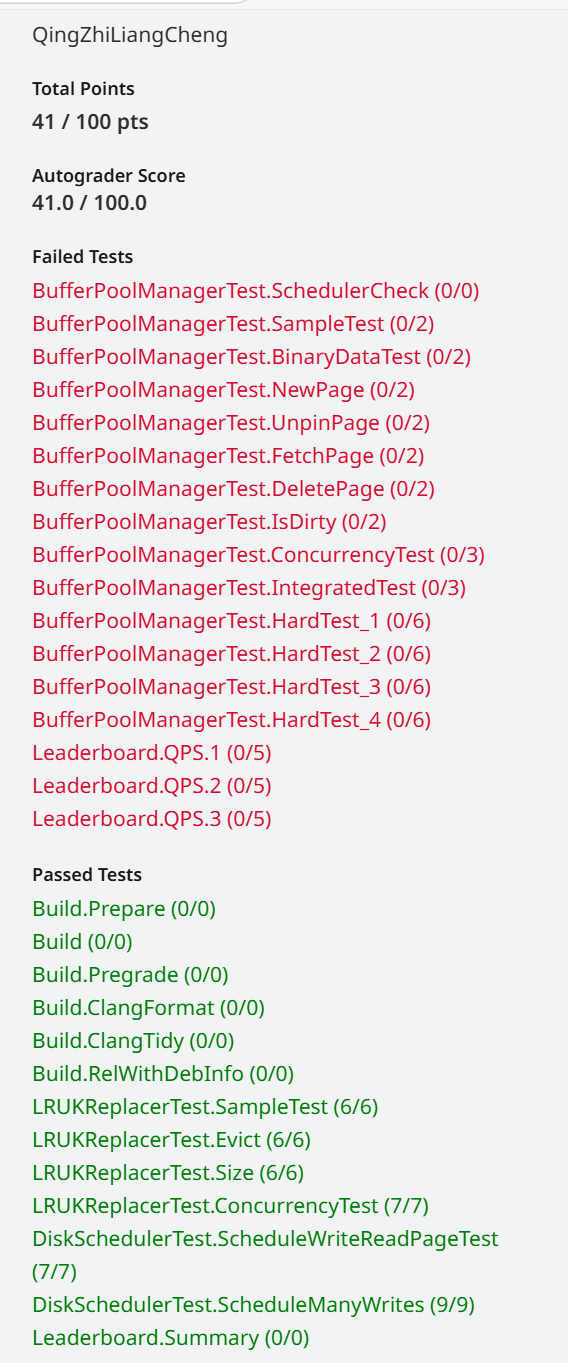 QingZhiLiangCheng
Total Points
41 / 100 pts
Autograder Score
41.0 / 100.0
Failed Tests
BufferPoolManagerTest.SchedulerCheck (0/0)
BufferPoolManagerTest.SampleTest (0/2)
BufferPoolManagerTest.BinaryDataTest (0/2)
BufferPoolManagerTest.NewPage (0/2)
BufferPoolManagerTest.UnpinPage (0/2)
BufferPoolManagerTest.FetchPage (0/2)
BufferPoolManagerTest.DeletePage (0/2)
BufferPoolManagerTest.IsDirty (0/2)
BufferPoolManagerTest.ConcurrencyTest (0/3)
BufferPoolManagerTest.IntegratedTest (0/3)
BufferPoolManagerTest.HardTest_1 (0/6)
BufferPoolManagerTest.HardTest_2 (0/6)
BufferPoolManagerTest.HardTest_3 (0/6)
BufferPoolManagerTest.HardTest_4 (0/6)
Leaderboard.QPS.1 (0/5)
Leaderboard.QPS.2 (0/5)
Leaderboard.QPS.3 (0/5)
Passed Tests
Build.Prepare (0/0)
Build (0/0)
Build.Pregrade (0/0)
Build.ClangFormat (0/0)
Build.ClangTidy (0/0)
Build.RelWithDebInfo (0/0)
LRUKReplacerTest.SampleTest (6/6)
LRUKReplacerTest.Evict (6/6)
LRUKReplacerTest.Size (6/6)
LRUKReplacerTest.ConcurrencyTest (7/7)
DiskSchedulerTest.ScheduleWriteReadPageTest
(7/7)
DiskSchedulerTest.ScheduleManyWrites (9/9)
Leaderboard.Summary (0/0)